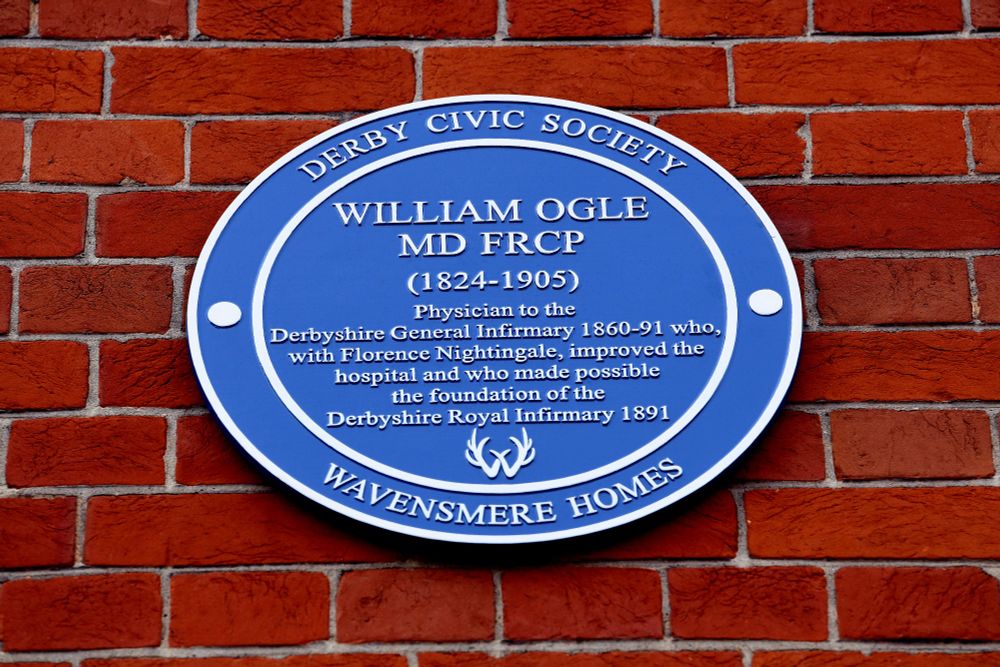 DERBY CIVIC SOCIETY
WILLIAM OGLE
MD FRCP
(1824-1905)
Physician to the
Derbyshire General Infirmary 1860-91 who,
with Florence Nightingale, improved the
hospital and who made possible
the foundation of the
Derbyshire Royal Infirmary 1891
WAVENSMERE HOMES